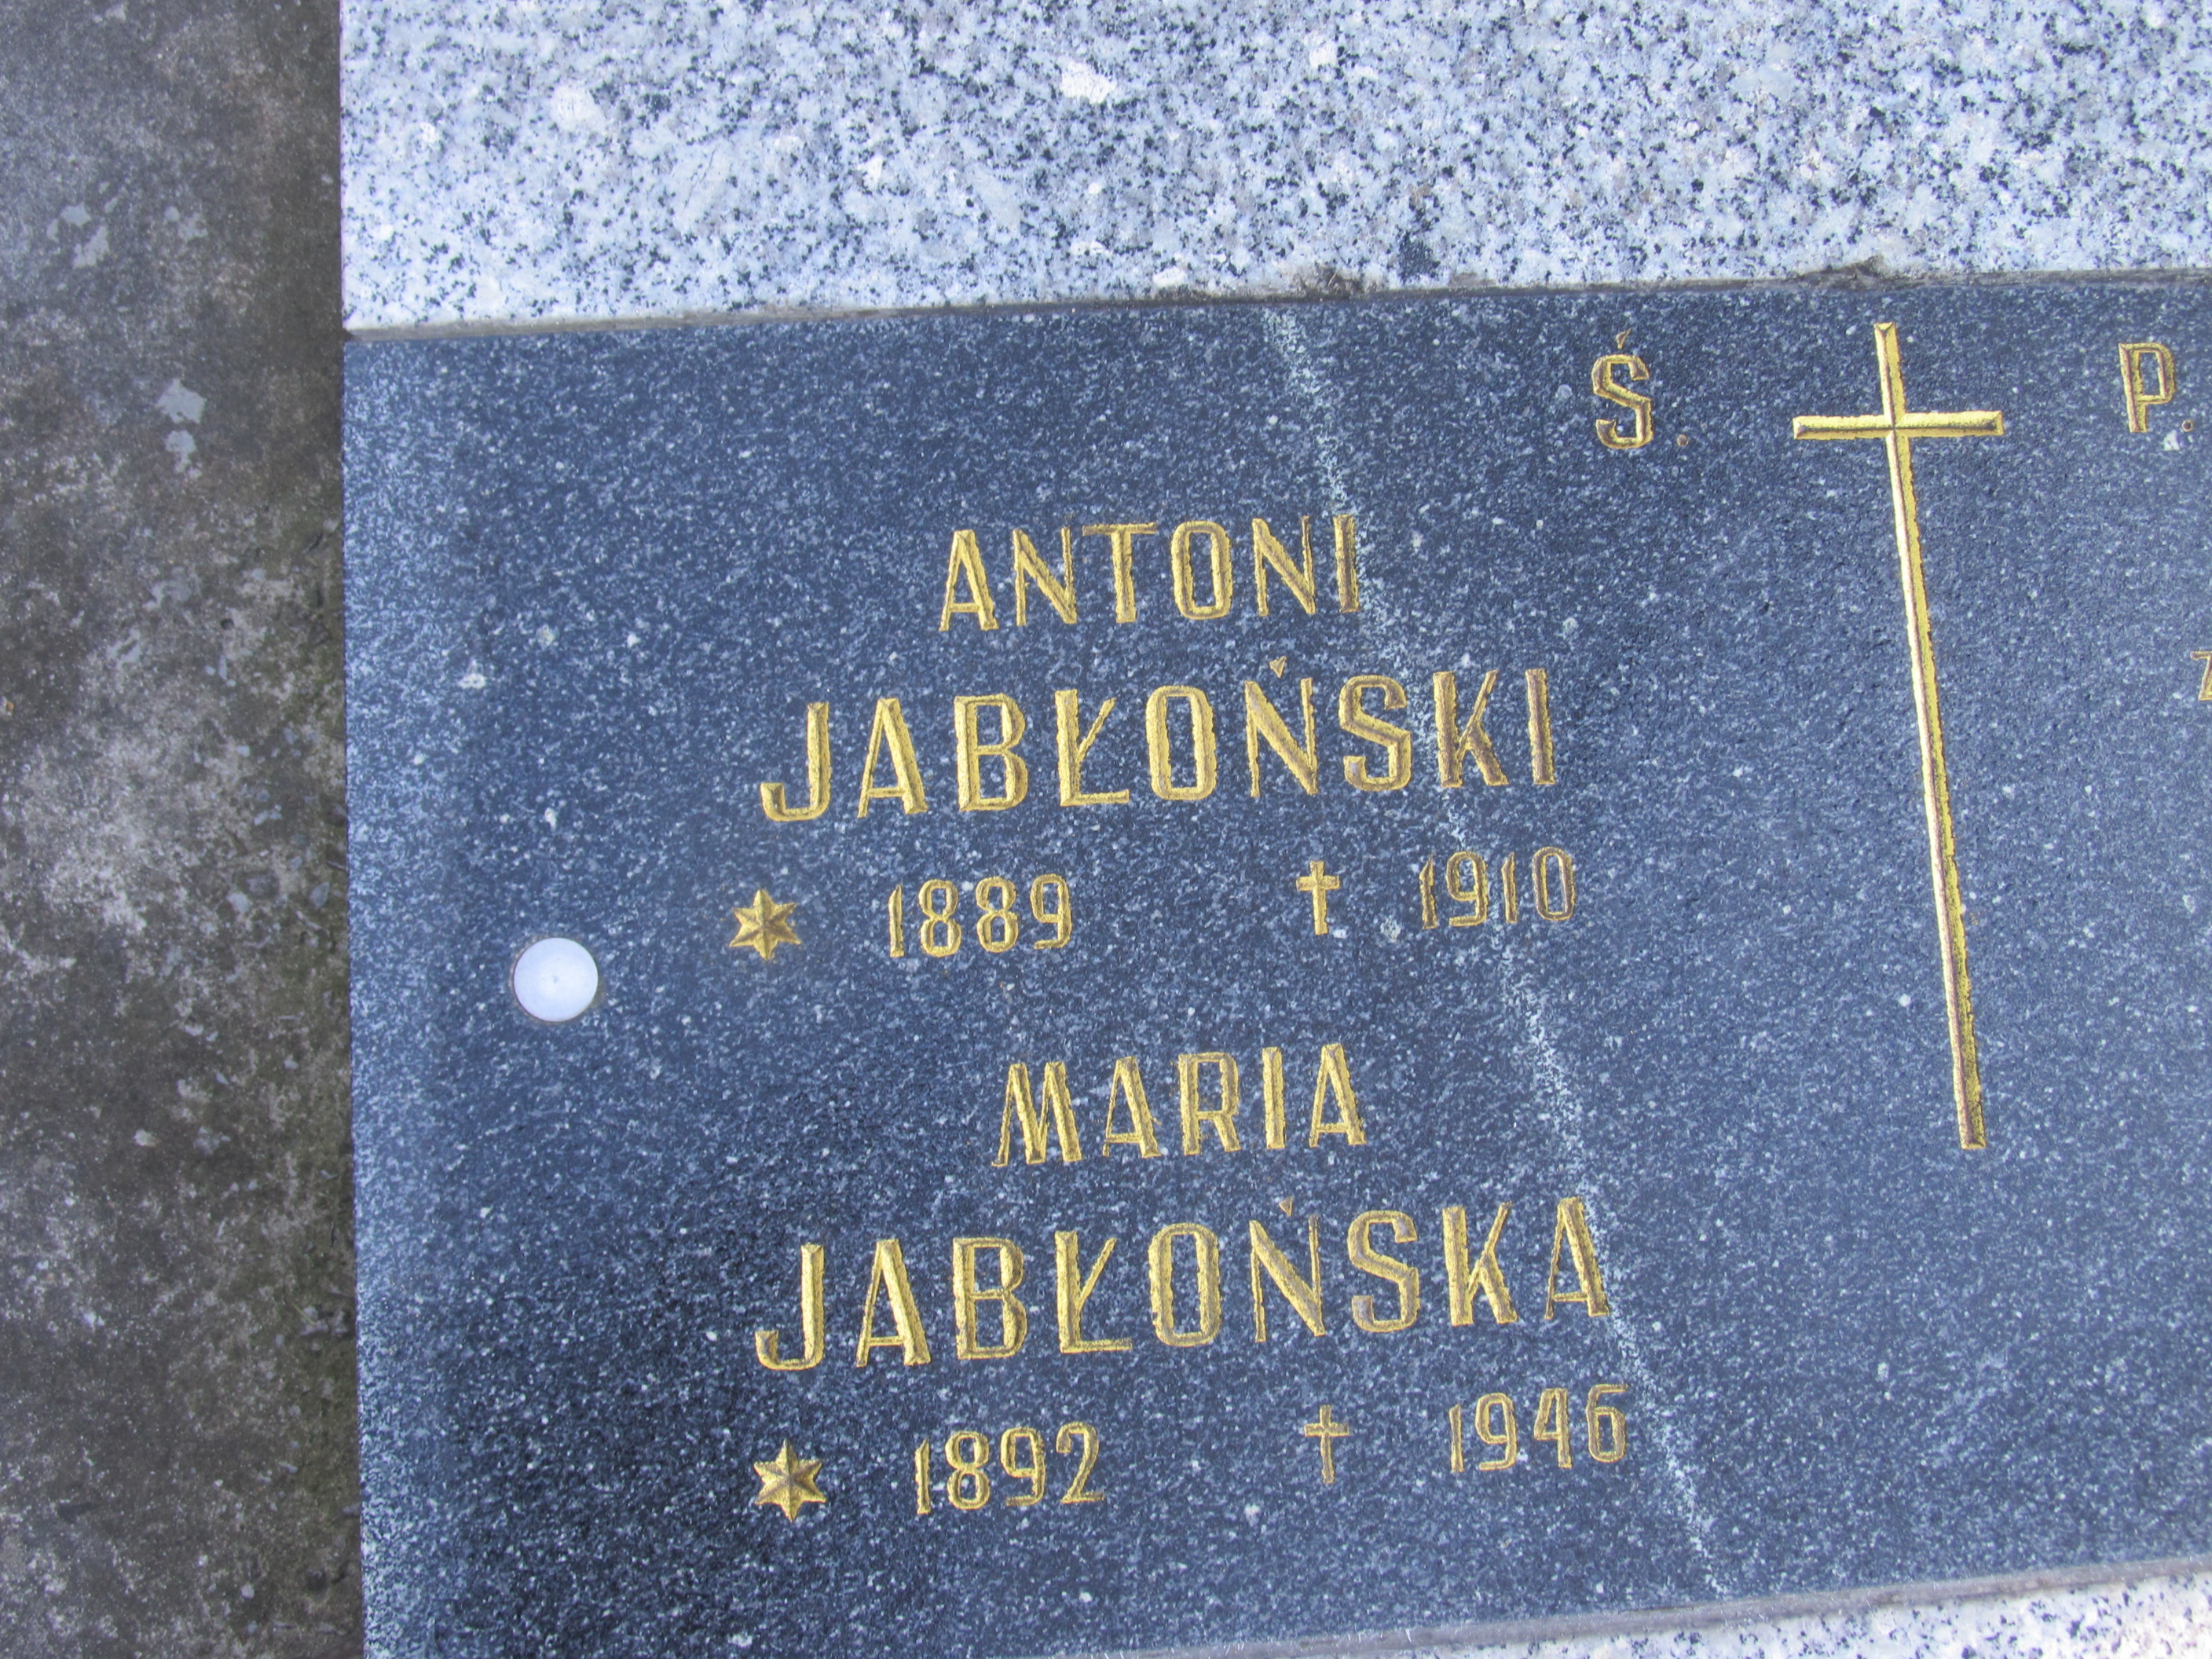 Ś. P.
ANTONI
JABŁOŃSKI
1889 † 1910
MARIA
JABŁOŃSKA
1892 † 1946